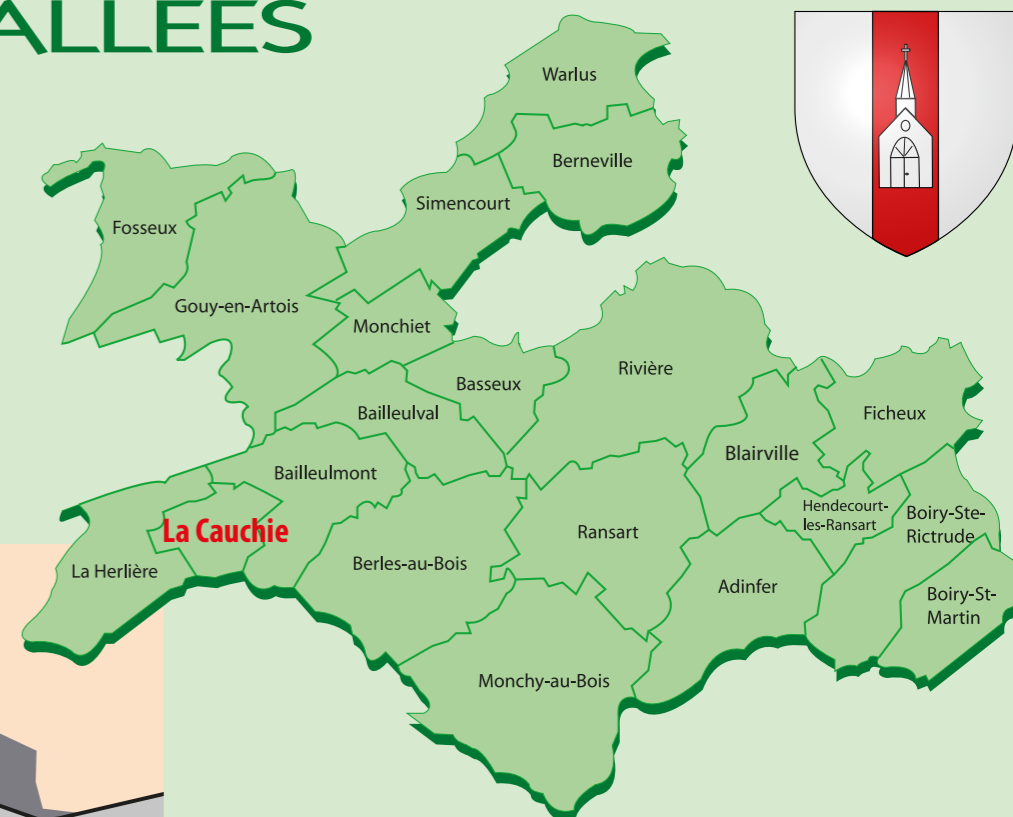 ALLEES
Warlus
Berneville
Simencourt
Fosseux
Gouy-en-Artois
Monchiet
Rivière
Basseux
Bailleulval
Ficheux
Blairville
Bailleulmont
Hendecourt-
les-Ransart
Boiry-Ste-
Rictrude
La Cauchie
Ransart
Berles-au-Bois
La Herlière
Adinfer
Boiry-St-
Martin
Monchy-au-Bois